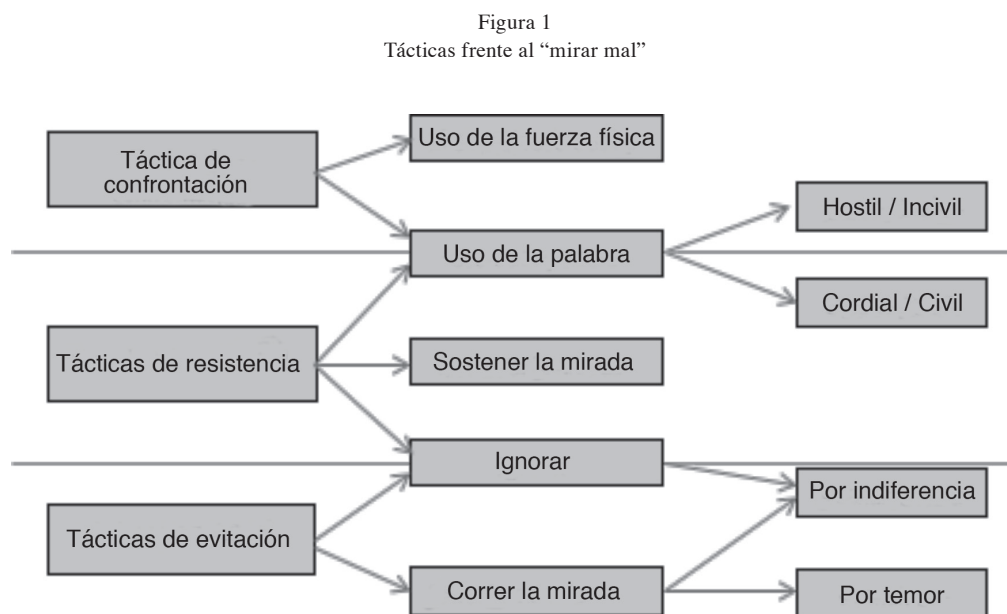 Figura 1
Tácticas frente al “mirar mal”
Táctica de
confrontación
Uso de la fuerza física
Uso de la palabra
Hostil / Incivil
Cordial / Civil
Tácticas de resistencia
Sostener la mirada
Ignorar
Por indiferencia
Tácticas de evitación
Correr la mirada
Por temor